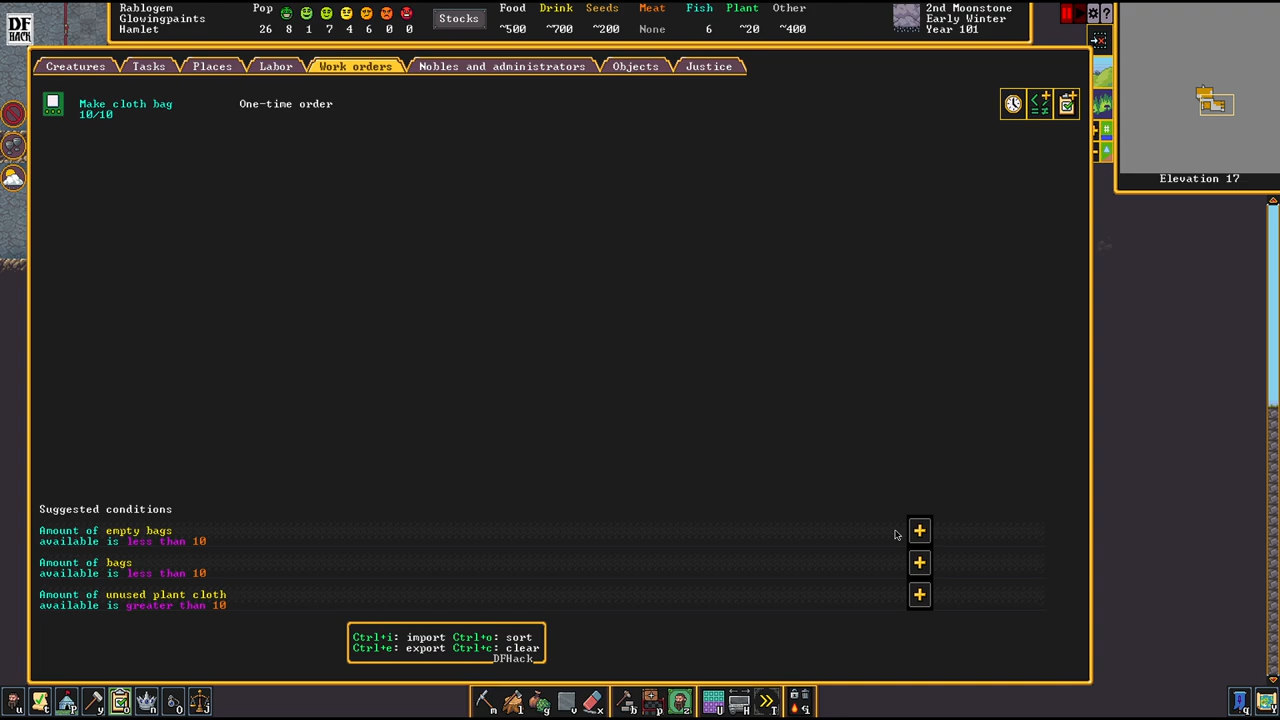 DF
HACK
Rablogem
Glowingpaints
Hamlet
Pop
26 8 1 7 4 6 0 0
Stocks
Food Drink Seeds Meat Fish Plant Other
~500 ~700 ~200 None 6 ~20 ~400
2nd Moonstone
Early Winter
Year 101
?
Creatures Tasks Places Labor Work orders Nobles and administrators Objects Justice
Make cloth bag One-time order
10/10
Elevation 17
Suggested conditions
Amount of empty bags
available is less than 10
Amount of bags
available is less than 10
Amount of unused plant cloth
available is greater than 10
Ctrl+i: import Ctrl+o: sort
Ctrl+e: export Ctrl+c: clear
DFHack
u t P y o n O J m l g v x b p z U H T i q Y